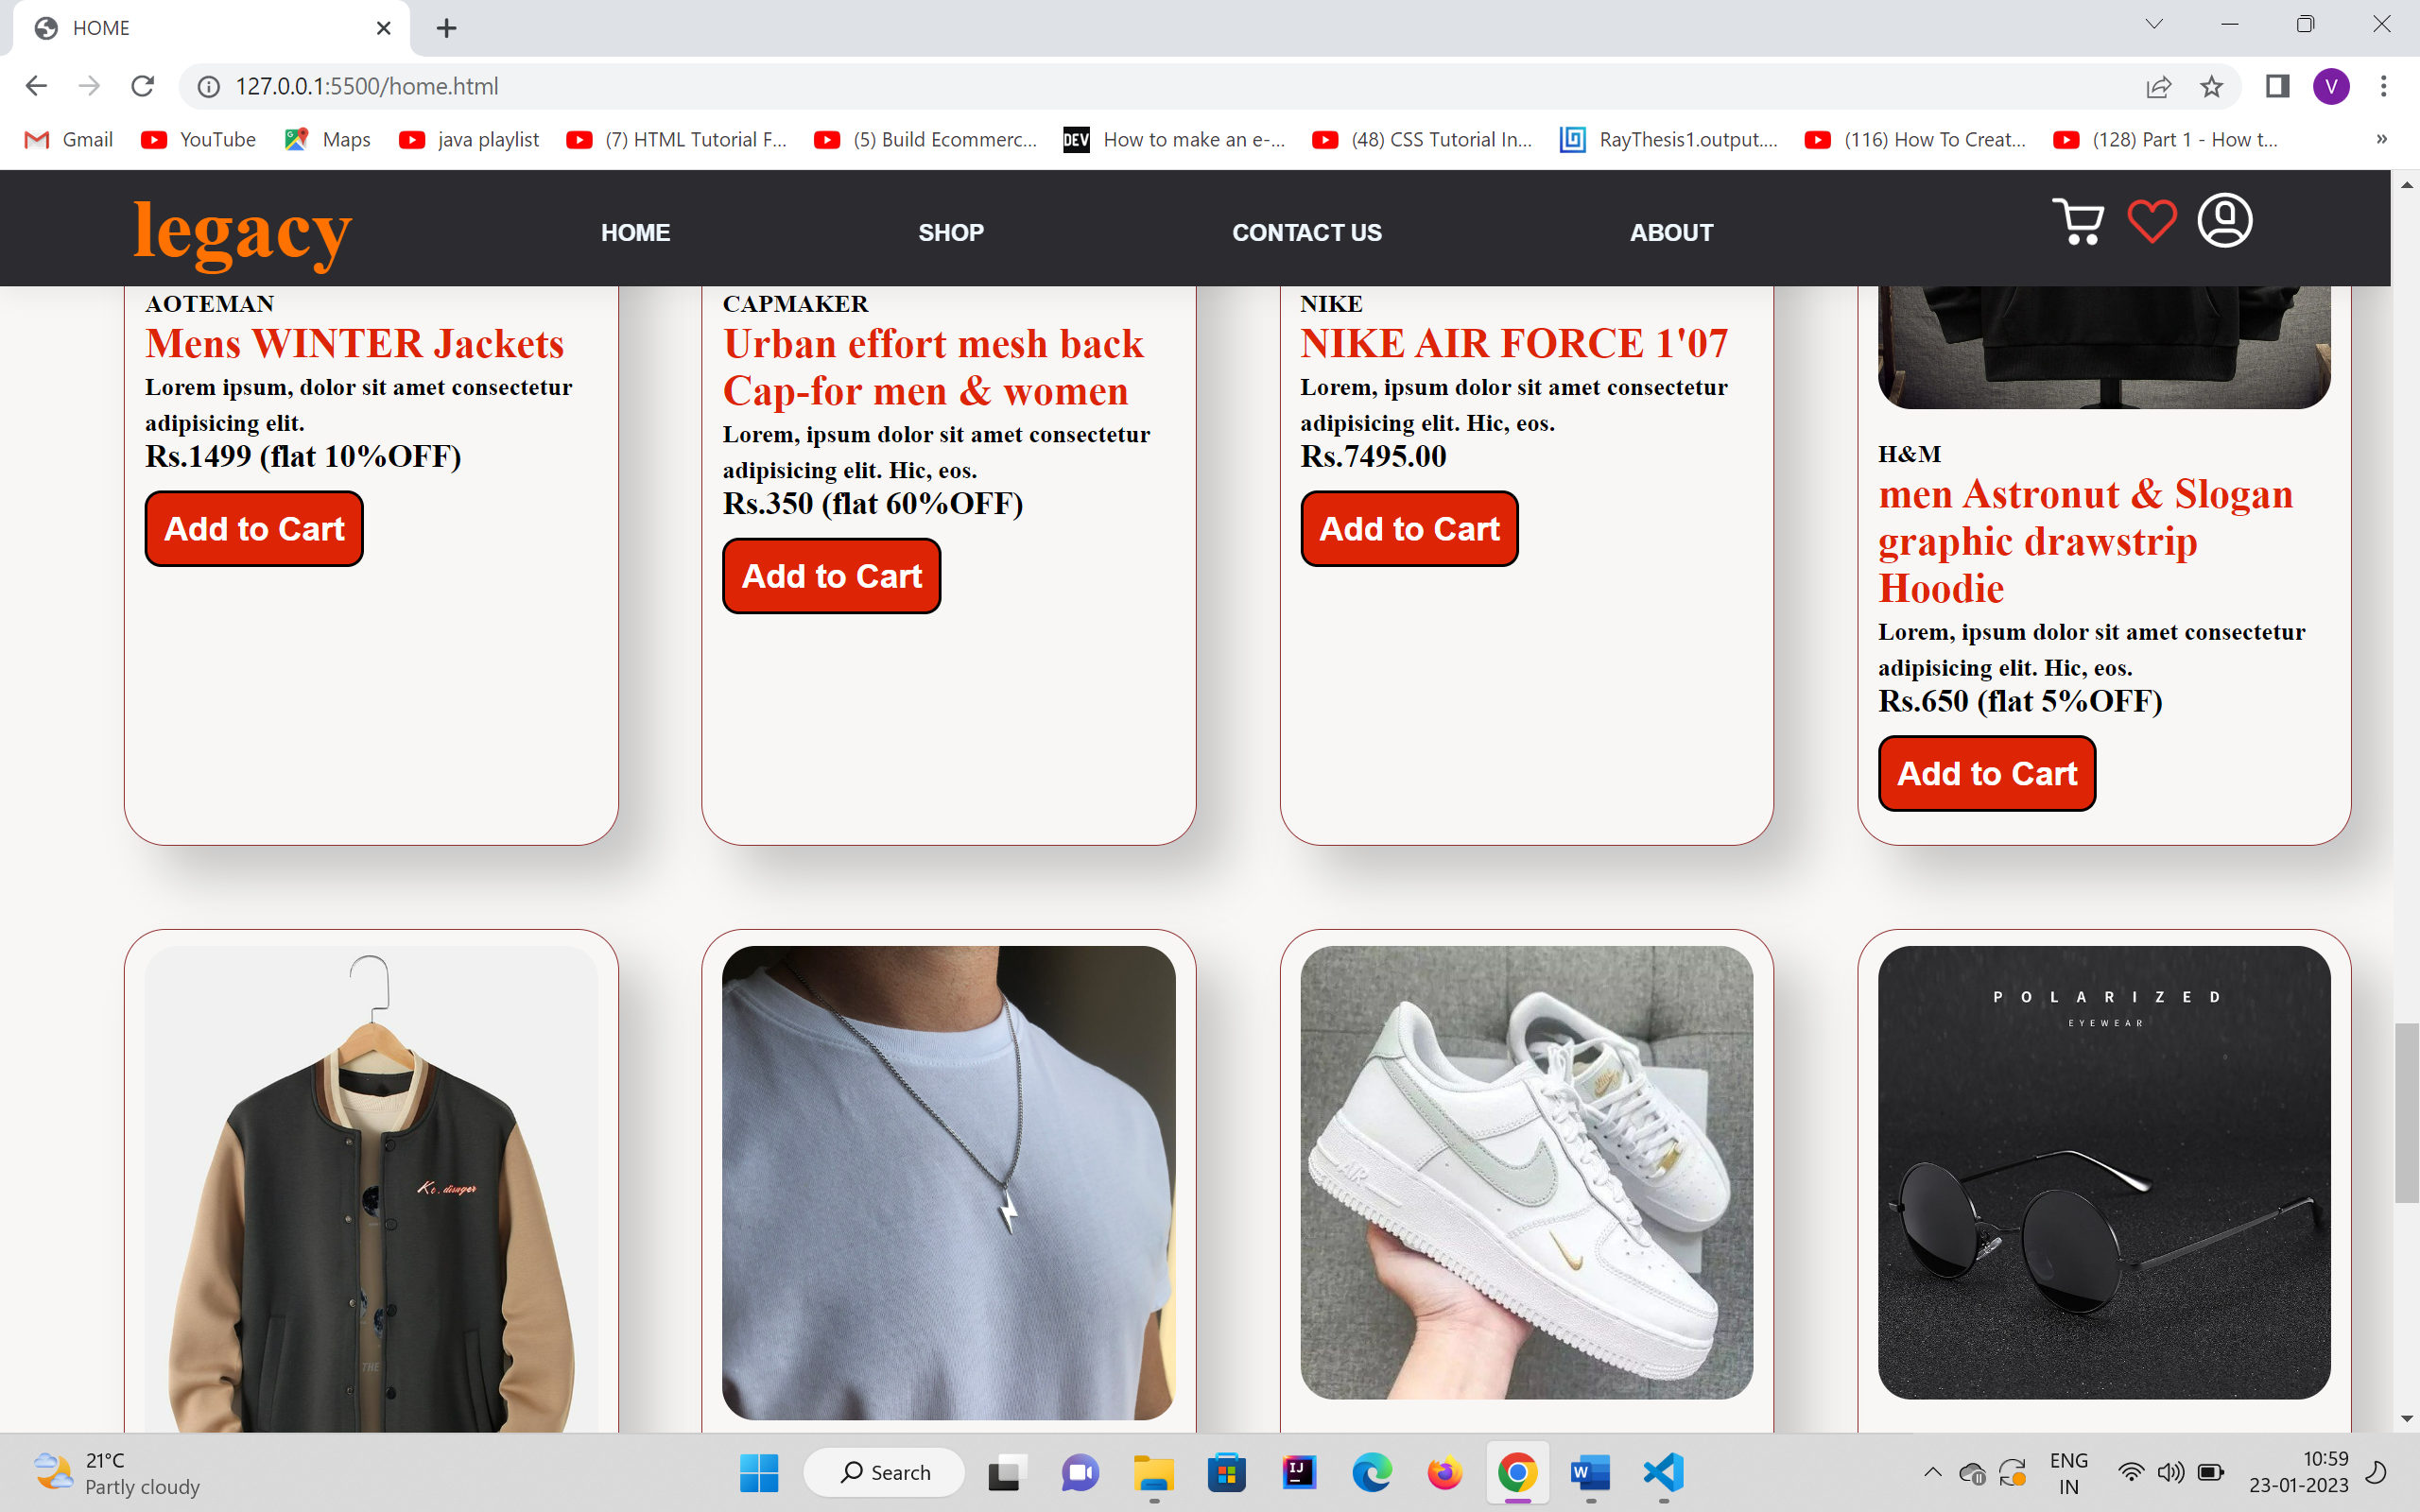 HOME
127.0.0.1:5500/home.html
V
Gmail
YouTube
Maps
java playlist
(7) HTML Tutorial F...
(5) Build Ecommerc...
DEV
How to make an e-...
(48) CSS Tutorial In...
RayThesis1.output....
(116) How To Creat...
(128) Part 1 - How t...
»
legacy
HOME
SHOP
CONTACT US
ABOUT
AOTEMAN
Mens WINTER Jackets
Lorem ipsum, dolor sit amet consectetur
adipisicing elit.
Rs.1499 (flat 10%OFF)
Add to Cart
CAPMAKER
Urban effort mesh back
Cap-for men & women
Lorem, ipsum dolor sit amet consectetur
adipisicing elit. Hic, eos.
Rs.350 (flat 60%OFF)
Add to Cart
NIKE
NIKE AIR FORCE 1'07
Lorem, ipsum dolor sit amet consectetur
adipisicing elit. Hic, eos.
Rs.7495.00
Add to Cart
H&M
men Astronut & Slogan
graphic drawstrip
Hoodie
Lorem, ipsum dolor sit amet consectetur
adipisicing elit. Hic, eos.
Rs.650 (flat 5%OFF)
Add to Cart
THE
AIR
POLARIZED
EYEWEAR
21°C
Partly cloudy
Search
IJ
W
ENG
IN
10:59
23-01-2023